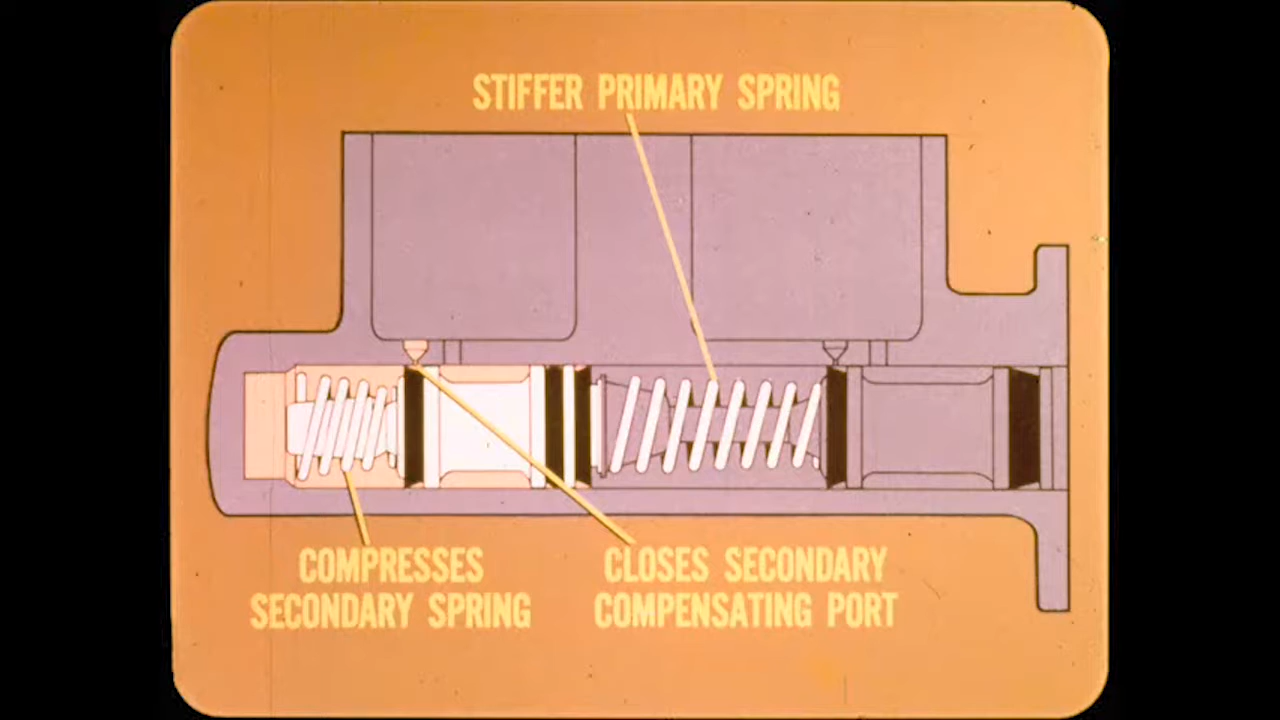 STIFFER PRIMARY SPRING
COMPRESSES
SECONDARY SPRING
CLOSES SECONDARY
COMPENSATING PORT